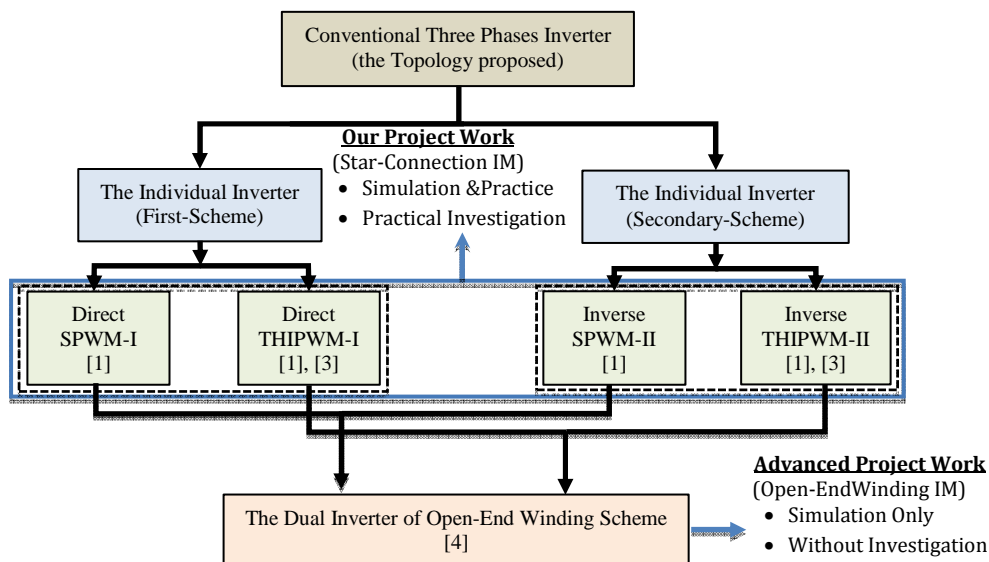 Conventional Three Phases Inverter
(the Topology proposed)
Our Project Work
(Star-Connection IM)
• Simulation &Practice
• Practical Investigation
The Individual Inverter
(First-Scheme)
The Individual Inverter
(Secondary-Scheme)
Direct
SPWM-I
[1]
Direct
THIPWM-I
[1], [3]
Inverse
SPWM-II
[1]
Inverse
THIPWM-II
[1], [3]
The Dual Inverter of Open-End Winding Scheme
[4]
Advanced Project Work
(Open-EndWinding IM)
• Simulation Only
• Without Investigation